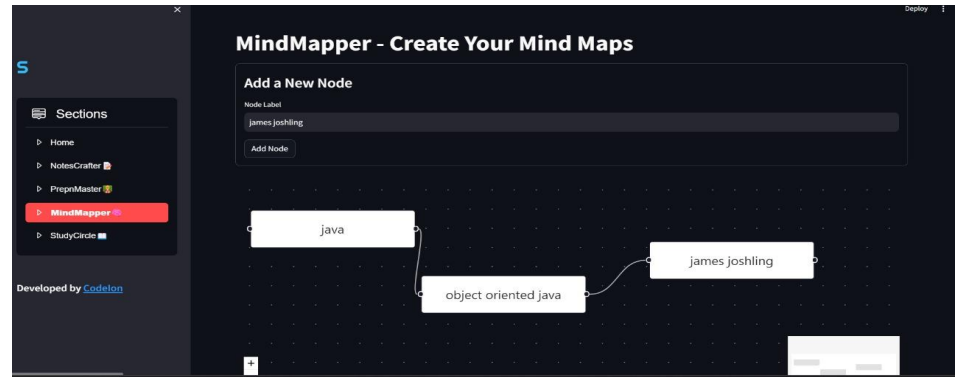 ×
Deploy
S
Sections
Home
NotesCrafter
PrepnMaster
MindMapper
StudyCircle
Developed by Codelon
MindMapper - Create Your Mind Maps
Add a New Node
Node Label
james joshling
Add Node
java
object oriented java
james joshling
+